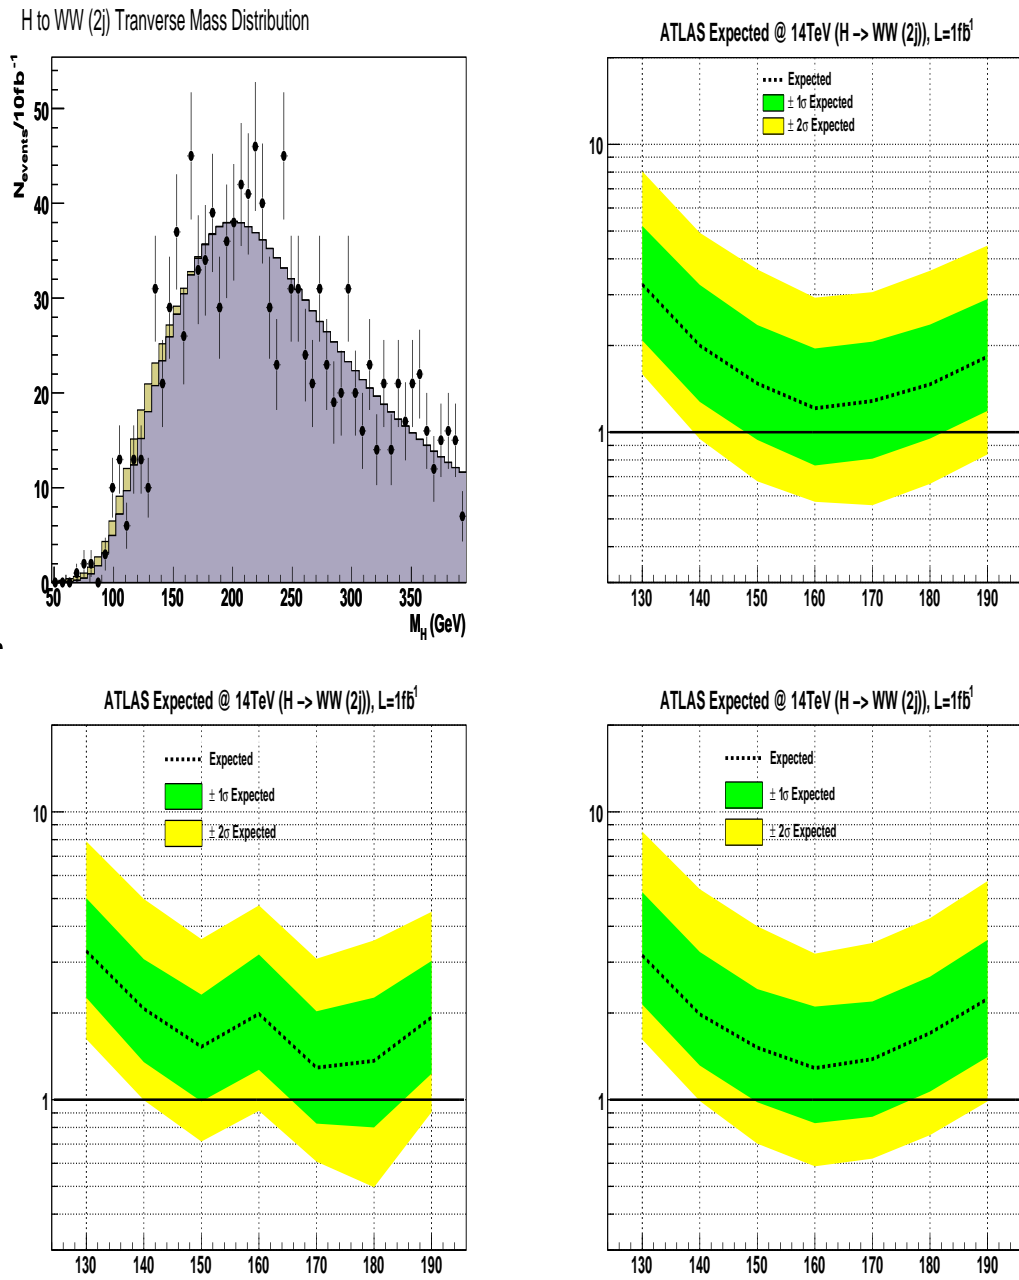 H to WW (2j) Tranverse Mass Distribution
N_events/10fb^-1
50
40
30
20
10
0
50 100 150 200 250 300 350
M_H (GeV)
ATLAS Expected @ 14TeV (H -> WW (2j)), L=1fb^-1
Expected
± 1σ Expected
± 2σ Expected
10
1
130 140 150 160 170 180 190
ATLAS Expected @ 14TeV (H -> WW (2j)), L=1fb^-1
Expected
± 1σ Expected
± 2σ Expected
10
1
130 140 150 160 170 180 190
ATLAS Expected @ 14TeV (H -> WW (2j)), L=1fb^-1
Expected
± 1σ Expected
± 2σ Expected
10
1
130 140 150 160 170 180 190